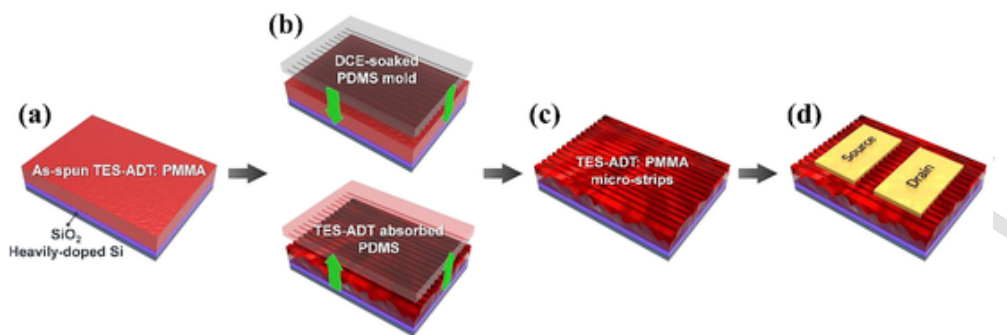 (a)
As-spun TES-ADT: PMMA
SiO2
Heavily-doped Si
(b)
DCE-soaked
PDMS mold
TES-ADT absorbed
PDMS
(c)
TES-ADT: PMMA
micro-strips
(d)
Source
Drain